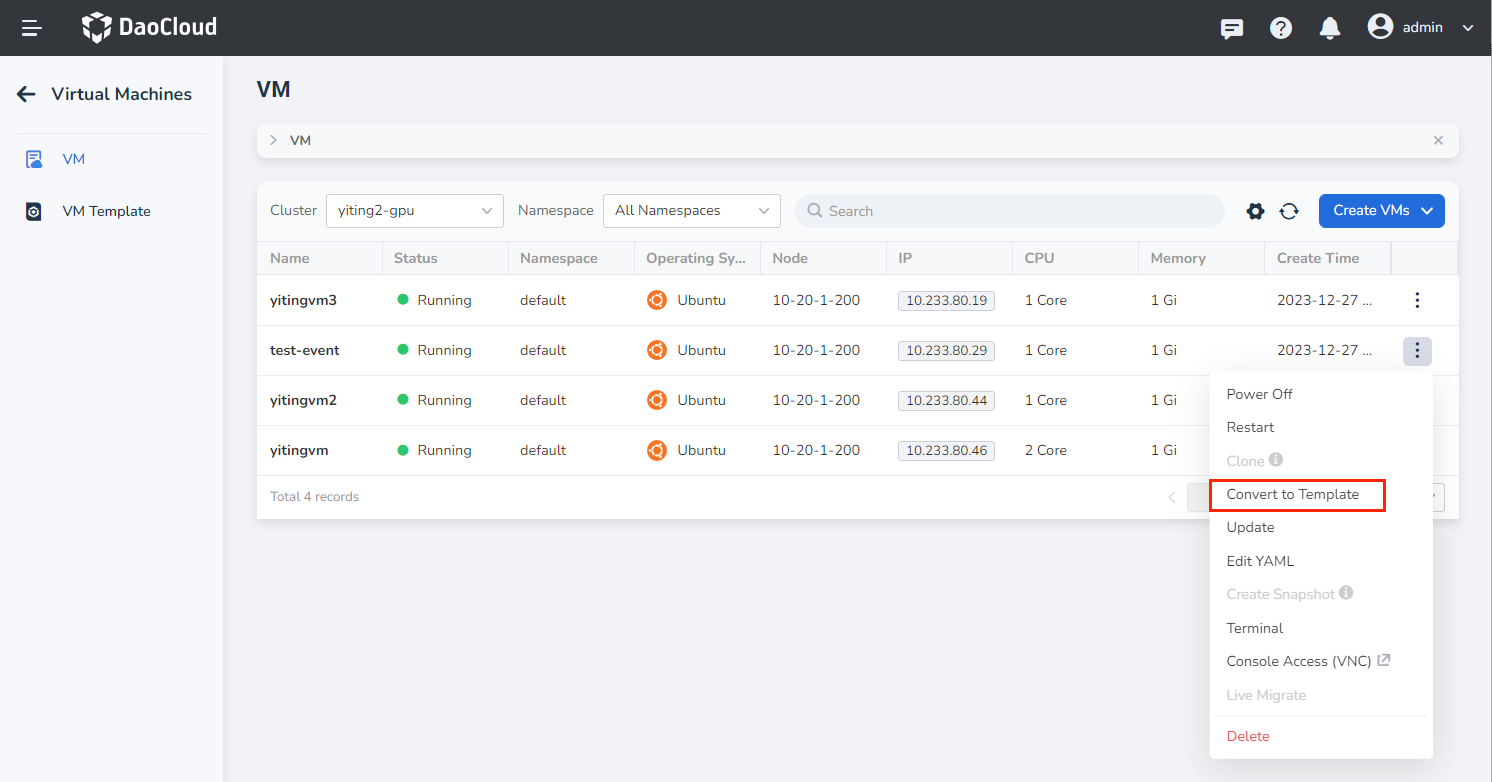 DaoCloud
admin
Virtual Machines
VM
VM Template
VM
VM
Cluster yiting2-gpu Namespace All Namespaces Search Create VMs
Name Status Namespace Operating Sy... Node IP CPU Memory Create Time
yitingvm3 Running default Ubuntu 10-20-1-200 10.233.80.19 1 Core 1 Gi 2023-12-27 ...
test-event Running default Ubuntu 10-20-1-200 10.233.80.29 1 Core 1 Gi 2023-12-27 ...
yitingvm2 Running default Ubuntu 10-20-1-200 10.233.80.44 1 Core 1 Gi
yitingvm Running default Ubuntu 10-20-1-200 10.233.80.46 2 Core 1 Gi
Total 4 records
Power Off
Restart
Clone
Convert to Template
Update
Edit YAML
Create Snapshot
Terminal
Console Access (VNC)
Live Migrate
Delete